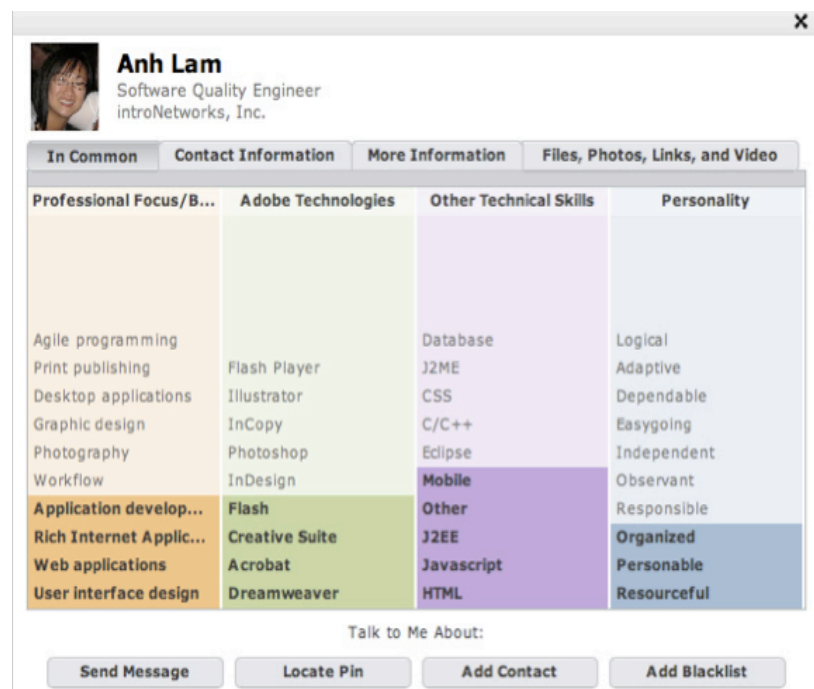 Anh Lam
Software Quality Engineer
introNetworks, Inc.
In Common Contact Information More Information Files, Photos, Links, and Video
Professional Focus/B... Adobe Technologies Other Technical Skills Personality
Agile programming Database Logical
Print publishing Flash Player J2ME Adaptive
Desktop applications Illustrator CSS Dependable
Graphic design InCopy C/C++ Easygoing
Photography Photoshop Eclipse Independent
Workflow InDesign Mobile Observant
Application develop... Flash Other Responsible
Rich Internet Applic... Creative Suite J2EE Organized
Web applications Acrobat Javascript Personable
User interface design Dreamweaver HTML Resourceful
Talk to Me About:
Send Message Locate Pin Add Contact Add Blacklist